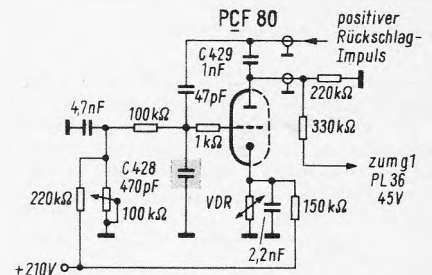 PCF 80
positiver
Rückschlag-
Impuls
C 429
1nF
4,7nF
100kΩ
47pF
220kΩ
1kΩ
330kΩ
C 428
470pF
zum g1
PL 36
45V
220kΩ
100kΩ
VDR
150kΩ
2,2nF
+210V